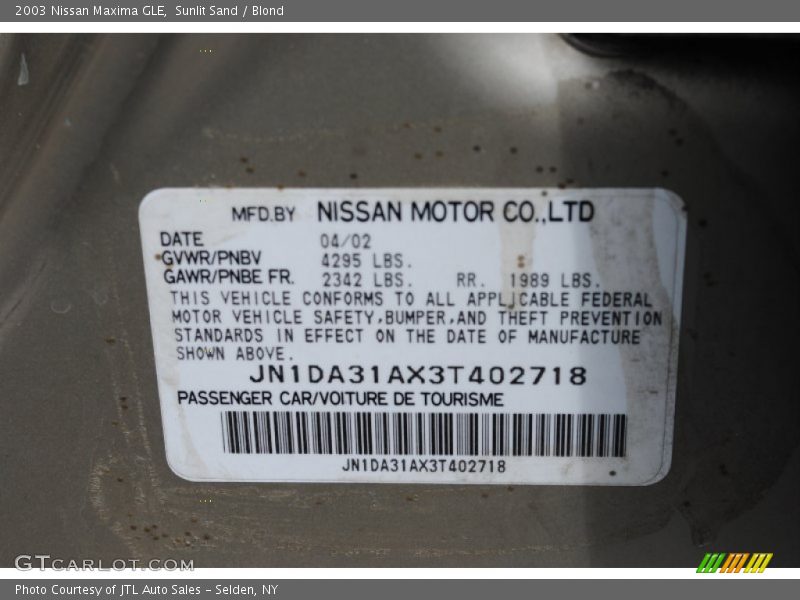 2003 Nissan Maxima GLE, Sunlit Sand / Blond
MFD.BY NISSAN MOTOR CO.,LTD
DATE 04/02
GVWR/PNBV 4295 LBS.
GAWR/PNBE FR. 2342 LBS. RR. 1989 LBS.
THIS VEHICLE CONFORMS TO ALL APPLICABLE FEDERAL
MOTOR VEHICLE SAFETY,BUMPER,AND THEFT PREVENTION
STANDARDS IN EFFECT ON THE DATE OF MANUFACTURE
SHOWN ABOVE.
JN1DA31AX3T402718
PASSENGER CAR/VOITURE DE TOURISME
JN1DA31AX3T402718
GTCARLOT.COM
Photo Courtesy of JTL Auto Sales - Selden, NY